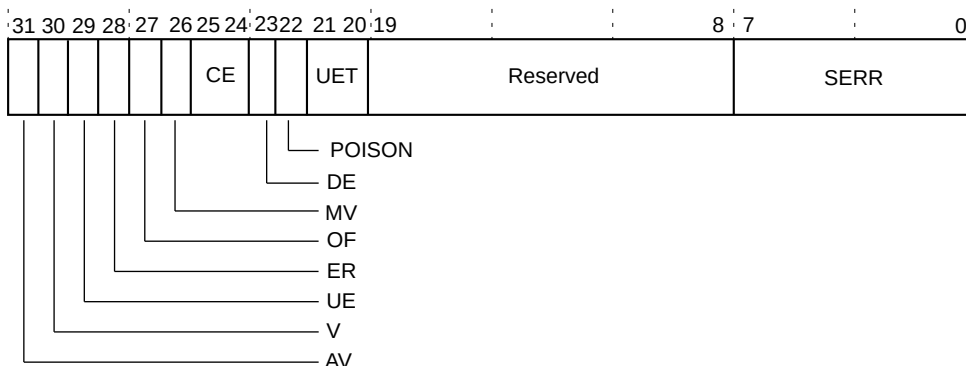 31 30 29 28 27 26 25 24 23 22 21 20 19 8 7 0
CE UET Reserved SERR
POISON
DE
MV
OF
ER
UE
V
AV